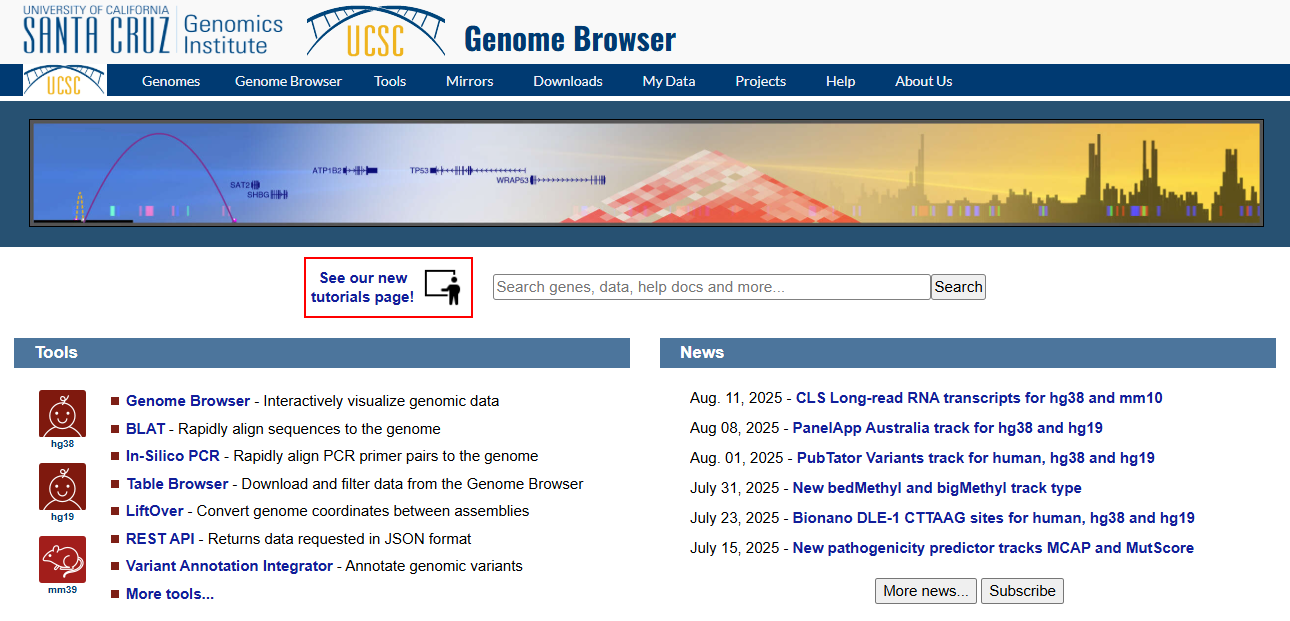 UNIVERSITY OF CALIFORNIA
SANTA CRUZ
Genomics
Institute
UCSC
Genome Browser
UCSC
Genomes Genome Browser Tools Mirrors Downloads My Data Projects Help About Us
ATP1B2
TP53
WRAP53
SAT2
SHBG
See our new
tutorials page!
Search genes, data, help docs and more... Search
Tools
hg38
hg19
mm39
Genome Browser - Interactively visualize genomic data
BLAT - Rapidly align sequences to the genome
In-Silico PCR - Rapidly align PCR primer pairs to the genome
Table Browser - Download and filter data from the Genome Browser
LiftOver - Convert genome coordinates between assemblies
REST API - Returns data requested in JSON format
Variant Annotation Integrator - Annotate genomic variants
More tools...
News
Aug. 11, 2025 - CLS Long-read RNA transcripts for hg38 and mm10
Aug 08, 2025 - PanelApp Australia track for hg38 and hg19
Aug. 01, 2025 - PubTator Variants track for human, hg38 and hg19
July 31, 2025 - New bedMethyl and bigMethyl track type
July 23, 2025 - Bionano DLE-1 CTTAAG sites for human, hg38 and hg19
July 15, 2025 - New pathogenicity predictor tracks MCAP and MutScore
More news... Subscribe